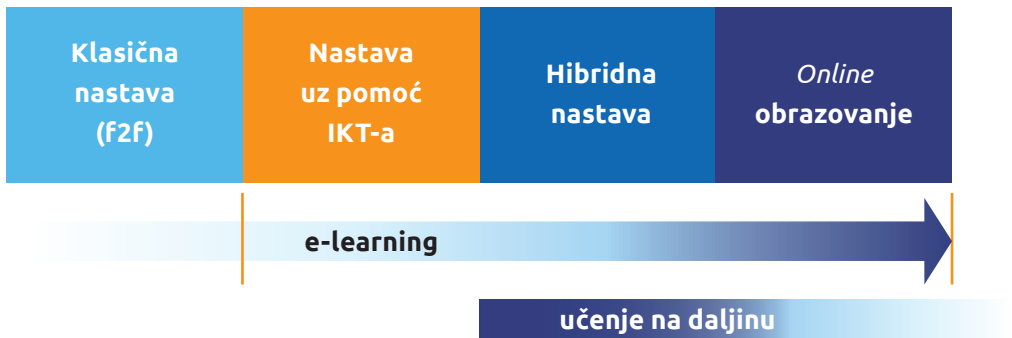 Klasična
nastava
(f2f)
Nastava
uz pomoć
IKT-a
Hibridna
nastava
Online
obrazovanje
e-learning
učenje na daljinu